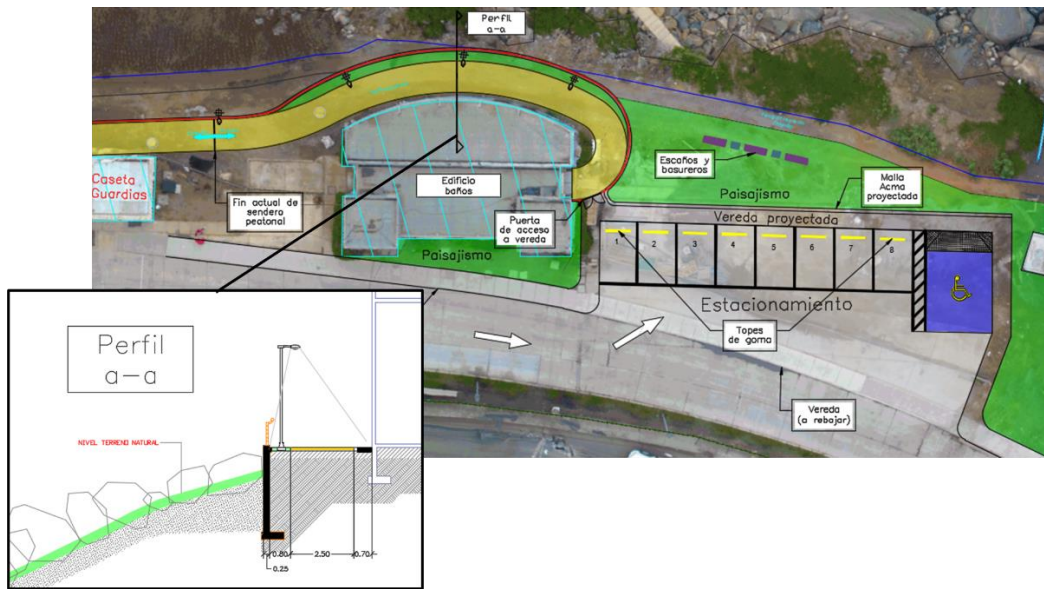 Perfil
a-a
Escaños y
basureros
Malla
Acma
proyectada
Caseta
Guardias
Edificio
baños
Paisajismo
Fin actual de
sendero
peatonal
Puerta
de acceso
a vereda
Vereda proyectada
1 2 3 4 5 6 7 8
Paisajismo
Estacionamiento
Topes
de goma
Vereda
(a rebajar)
Perfil
a-a
NIVEL TERRENO NATURAL
0.80 2.50 0.70
0.25